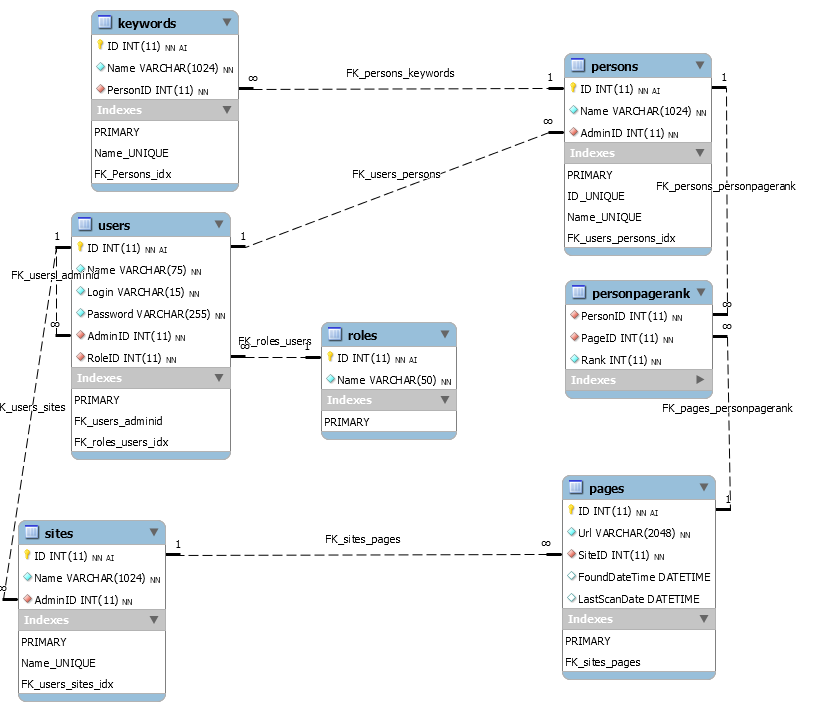 keywords
ID INT(11) NN AI
Name VARCHAR(1024) NN
PersonID INT(11) NN
Indexes
PRIMARY
Name_UNIQUE
FK_Persons_idx
∞
FK_persons_keywords
1
persons
ID INT(11) NN AI
Name VARCHAR(1024) NN
AdminID INT(11) NN
Indexes
PRIMARY
ID_UNIQUE
Name_UNIQUE
FK_users_persons_idx
1
∞
FK_users_persons
1
FK_persons_personpagerank
∞
users
ID INT(11) NN AI
Name VARCHAR(75) NN
Login VARCHAR(15) NN
Password VARCHAR(255) NN
AdminID INT(11) NN
RoleID INT(11) NN
Indexes
PRIMARY
FK_users_adminid
FK_roles_users_idx
1
FK_users_adminid
∞
personpagerank
PersonID INT(11) NN
PageID INT(11) NN
Rank INT(11) NN
Indexes
∞
FK_pages_personpagerank
1
FK_roles_users
∞
1
roles
ID INT(11) NN AI
Name VARCHAR(50) NN
Indexes
PRIMARY
K_users_sites
∞
sites
ID INT(11) NN AI
Name VARCHAR(1024) NN
AdminID INT(11) NN
Indexes
PRIMARY
Name_UNIQUE
FK_users_sites_idx
1
FK_sites_pages
∞
pages
ID INT(11) NN AI
Url VARCHAR(2048) NN
SiteID INT(11) NN
FoundDateTime DATETIME
LastScanDate DATETIME
Indexes
PRIMARY
FK_sites_pages